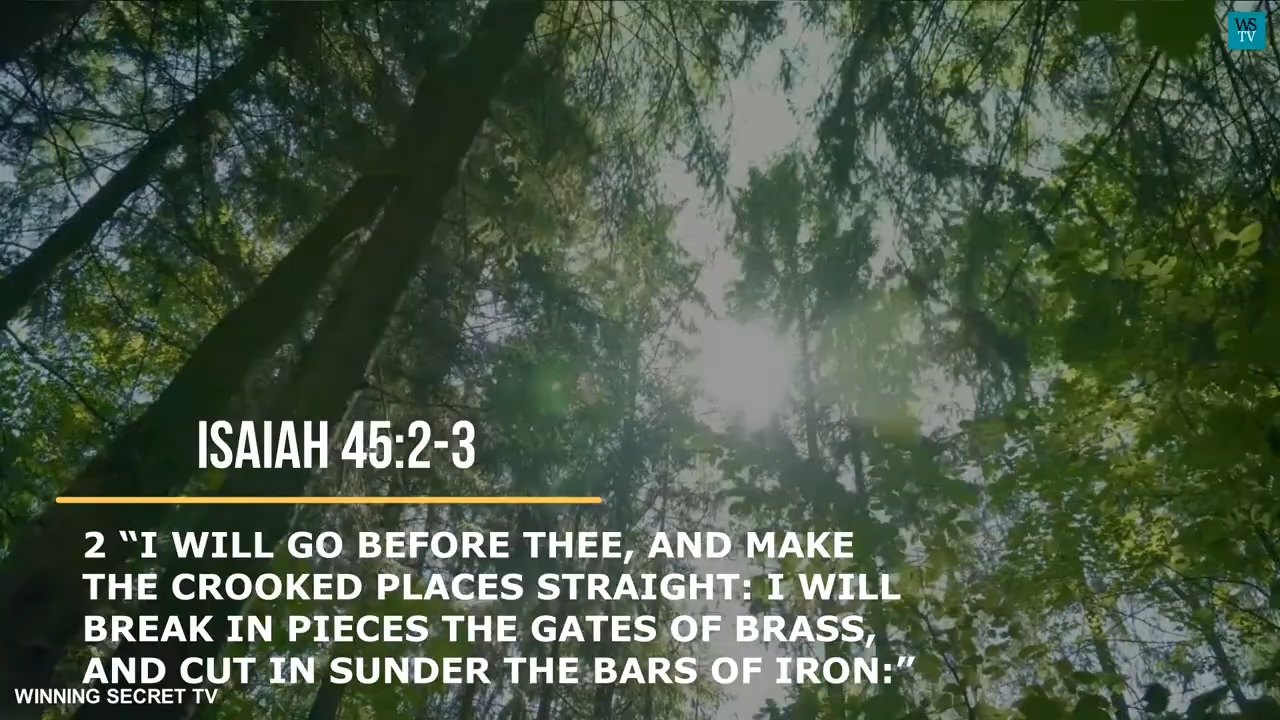 WS
TV
ISAIAH 45:2-3
2 “I WILL GO BEFORE THEE, AND MAKE
THE CROOKED PLACES STRAIGHT: I WILL
BREAK IN PIECES THE GATES OF BRASS,
AND CUT IN SUNDER THE BARS OF IRON:”
WINNING SECRET TV